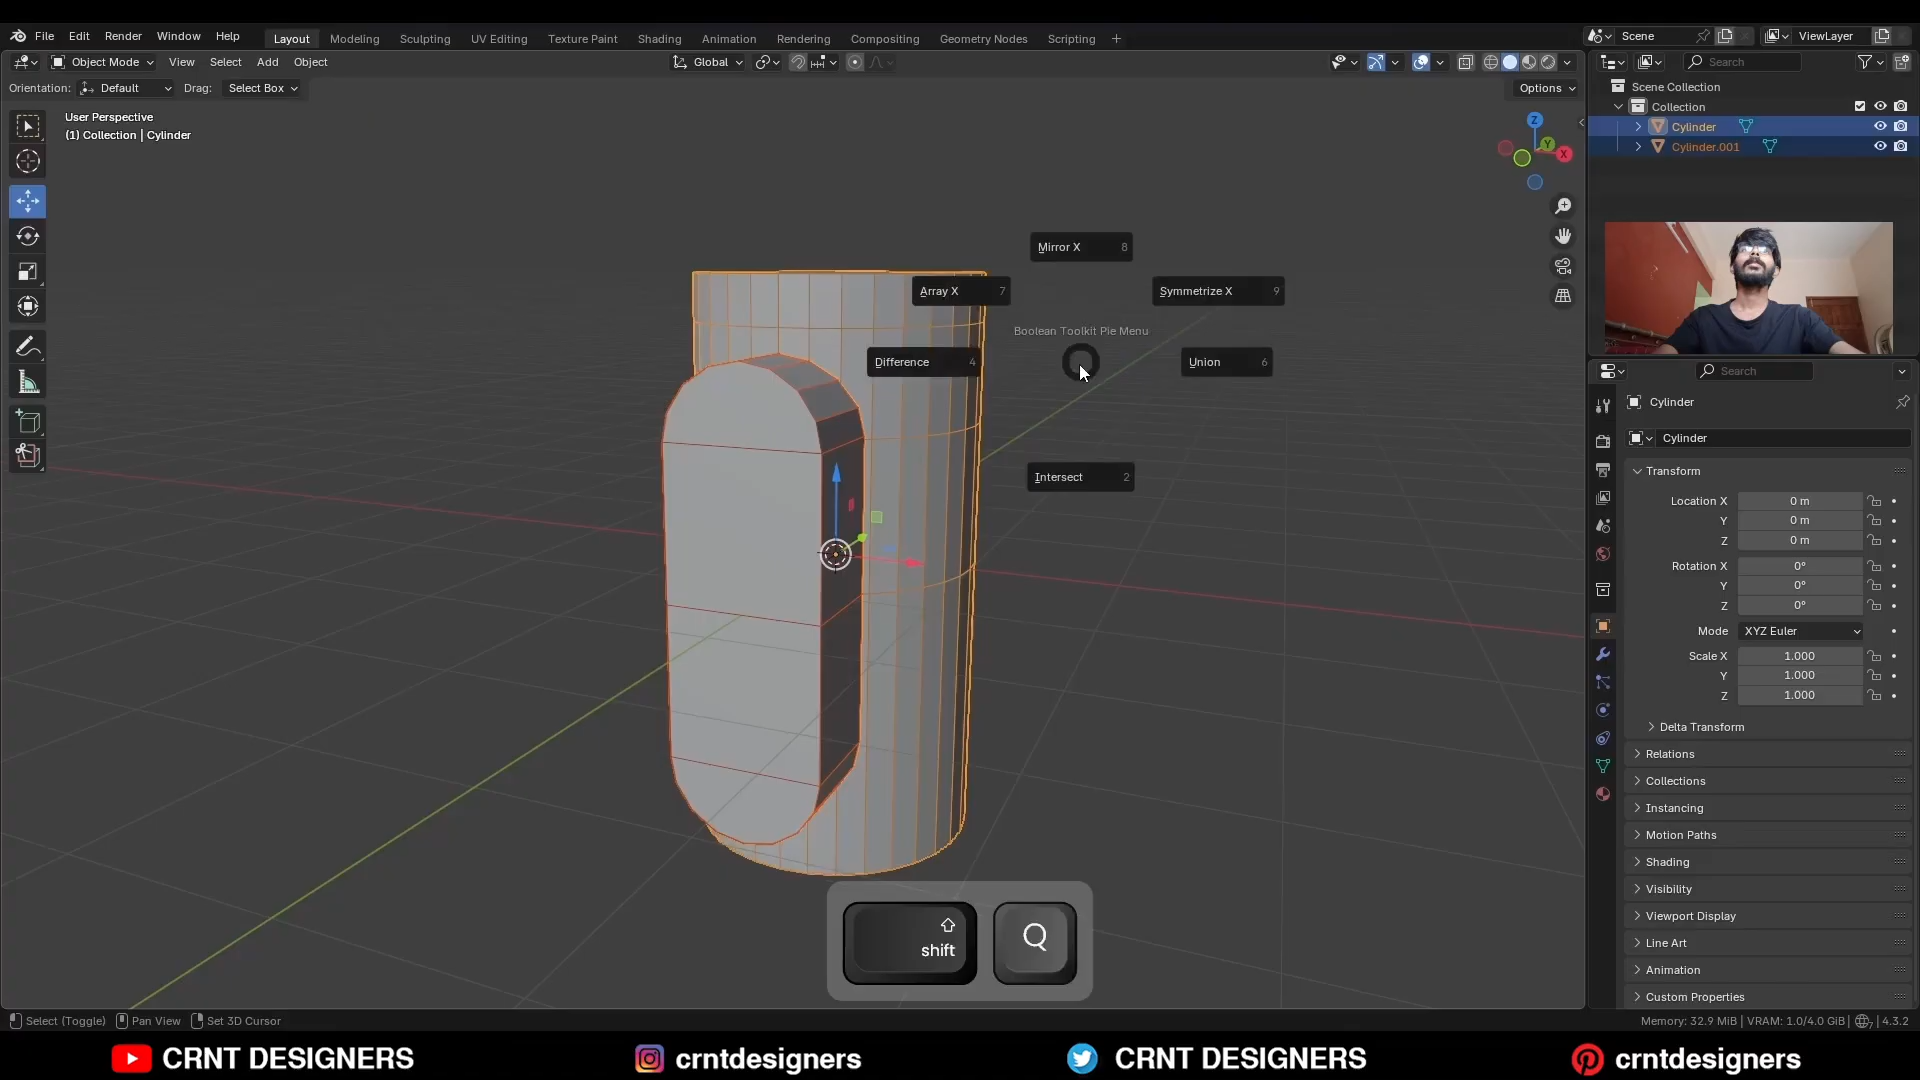 File Edit Render Window Help Layout Modeling Sculpting UV Editing Texture Paint Shading Animation Rendering Compositing Geometry Nodes Scripting + Scene ViewLayer
Object Mode View Select Add Object Global Search
Orientation: Default Drag: Select Box Options
Scene Collection
Collection
Cylinder
Cylinder.001
User Perspective
(1) Collection | Cylinder
Z
Y
X
Mirror X 8
Array X 7
Symmetrize X 9
Boolean Toolkit Pie Menu
Difference 4
Union 6
Intersect 2
shift
Q
Search
Cylinder
Cylinder
Transform
Location X 0 m
Y 0 m
Z 0 m
Rotation X 0°
Y 0°
Z 0°
Mode XYZ Euler
Scale X 1.000
Y 1.000
Z 1.000
Delta Transform
Relations
Collections
Instancing
Motion Paths
Shading
Visibility
Viewport Display
Line Art
Animation
Custom Properties
Select (Toggle) Pan View Set 3D Cursor
Memory: 32.9 MiB | VRAM: 1.0/4.0 GiB | 7 | 4.3.2
CRNT DESIGNERS crntdesigners CRNT DESIGNERS crntdesigners